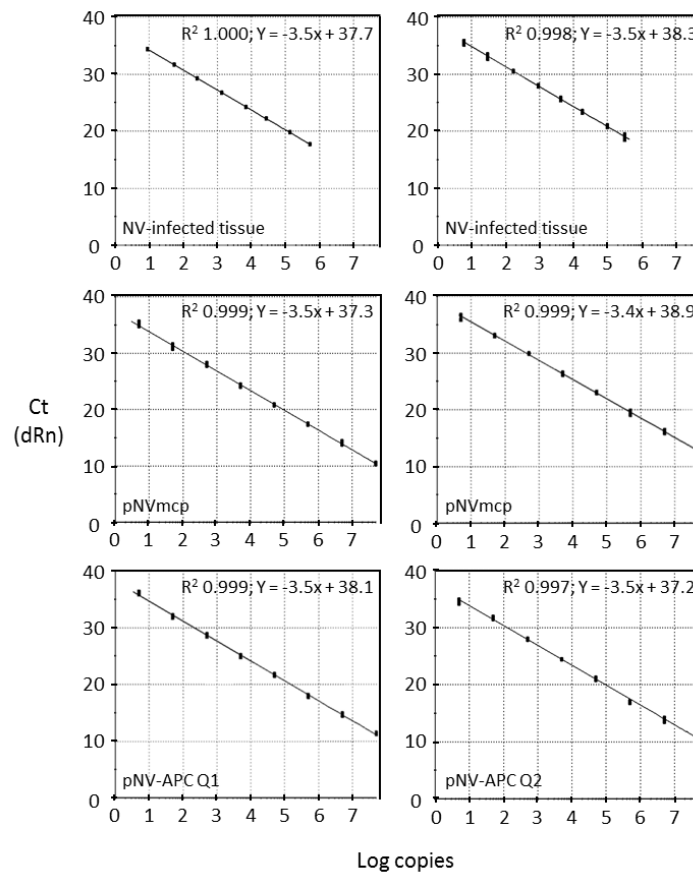 40
R² 1.000; Y = -3.5x + 37.7
30
20
10
NV-infected tissue
0
0 1 2 3 4 5 6 7
40
R² 0.998; Y = -3.5x + 38.3
30
20
10
NV-infected tissue
0
0 1 2 3 4 5 6 7
40
R² 0.999; Y = -3.5x + 37.3
30
20
10
pNVmcp
0
0 1 2 3 4 5 6 7
40
R² 0.999; Y = -3.4x + 38.9
30
20
10
pNVmcp
0
0 1 2 3 4 5 6 7
Ct
(dRn)
40
R² 0.999; Y = -3.5x + 38.1
30
20
10
pNV-APC Q1
0
0 1 2 3 4 5 6 7
40
R² 0.997; Y = -3.5x + 37.2
30
20
10
pNV-APC Q2
0
0 1 2 3 4 5 6 7
Log copies